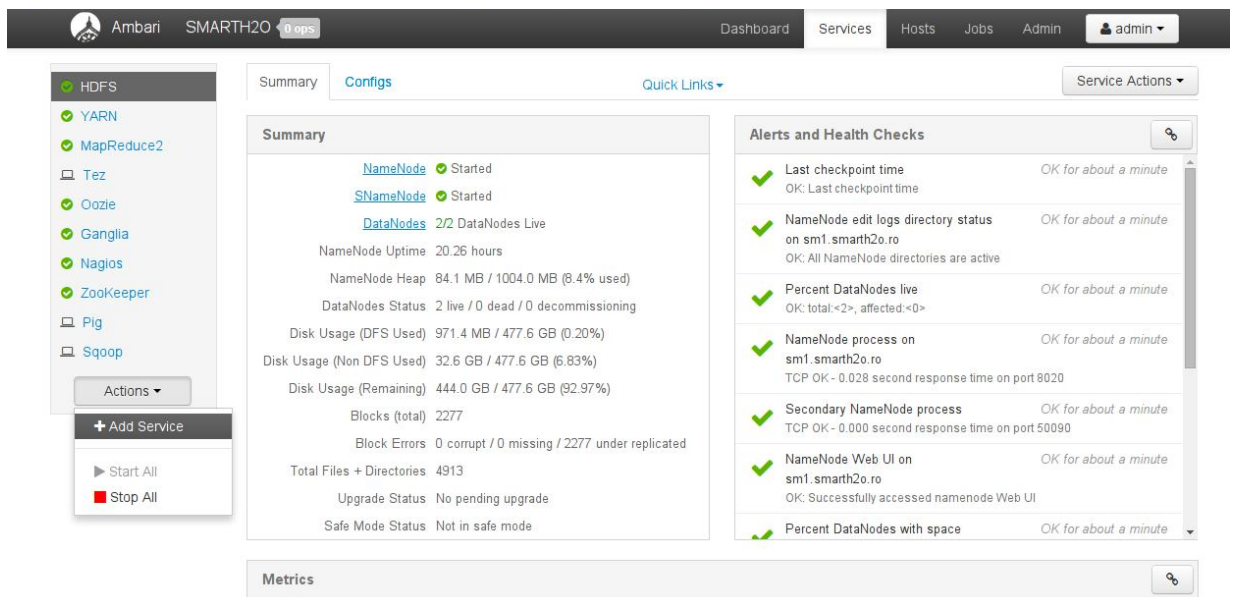 Ambari SMARTH2O 0 ops Dashboard Services Hosts Jobs Admin admin
HDFS
YARN
MapReduce2
Tez
Oozie
Ganglia
Nagios
ZooKeeper
Pig
Sqoop
Actions
Add Service
Start All
Stop All
Summary Configs Quick Links Service Actions
Summary
NameNode Started
SNameNode Started
DataNodes 2/2 DataNodes Live
NameNode Uptime 20.26 hours
NameNode Heap 84.1 MB / 1004.0 MB (8.4% used)
DataNodes Status 2 live / 0 dead / 0 decommissioning
Disk Usage (DFS Used) 971.4 MB / 477.6 GB (0.20%)
Disk Usage (Non DFS Used) 32.6 GB / 477.6 GB (6.83%)
Disk Usage (Remaining) 444.0 GB / 477.6 GB (92.97%)
Blocks (total) 2277
Block Errors 0 corrupt / 0 missing / 2277 under replicated
Total Files + Directories 4913
Upgrade Status No pending upgrade
Safe Mode Status Not in safe mode
Alerts and Health Checks
Last checkpoint time OK for about a minute
OK: Last checkpoint time
NameNode edit logs directory status OK for about a minute
on sm1.smarth2o.ro
OK: All NameNode directories are active
Percent DataNodes live OK for about a minute
OK: total:<2>, affected:<0>
NameNode process on OK for about a minute
sm1.smarth2o.ro
TCP OK - 0.028 second response time on port 8020
Secondary NameNode process OK for about a minute
TCP OK - 0.000 second response time on port 50090
NameNode Web UI on OK for about a minute
sm1.smarth2o.ro
OK: Successfully accessed namenode Web UI
Percent DataNodes with space OK for about a minute
Metrics